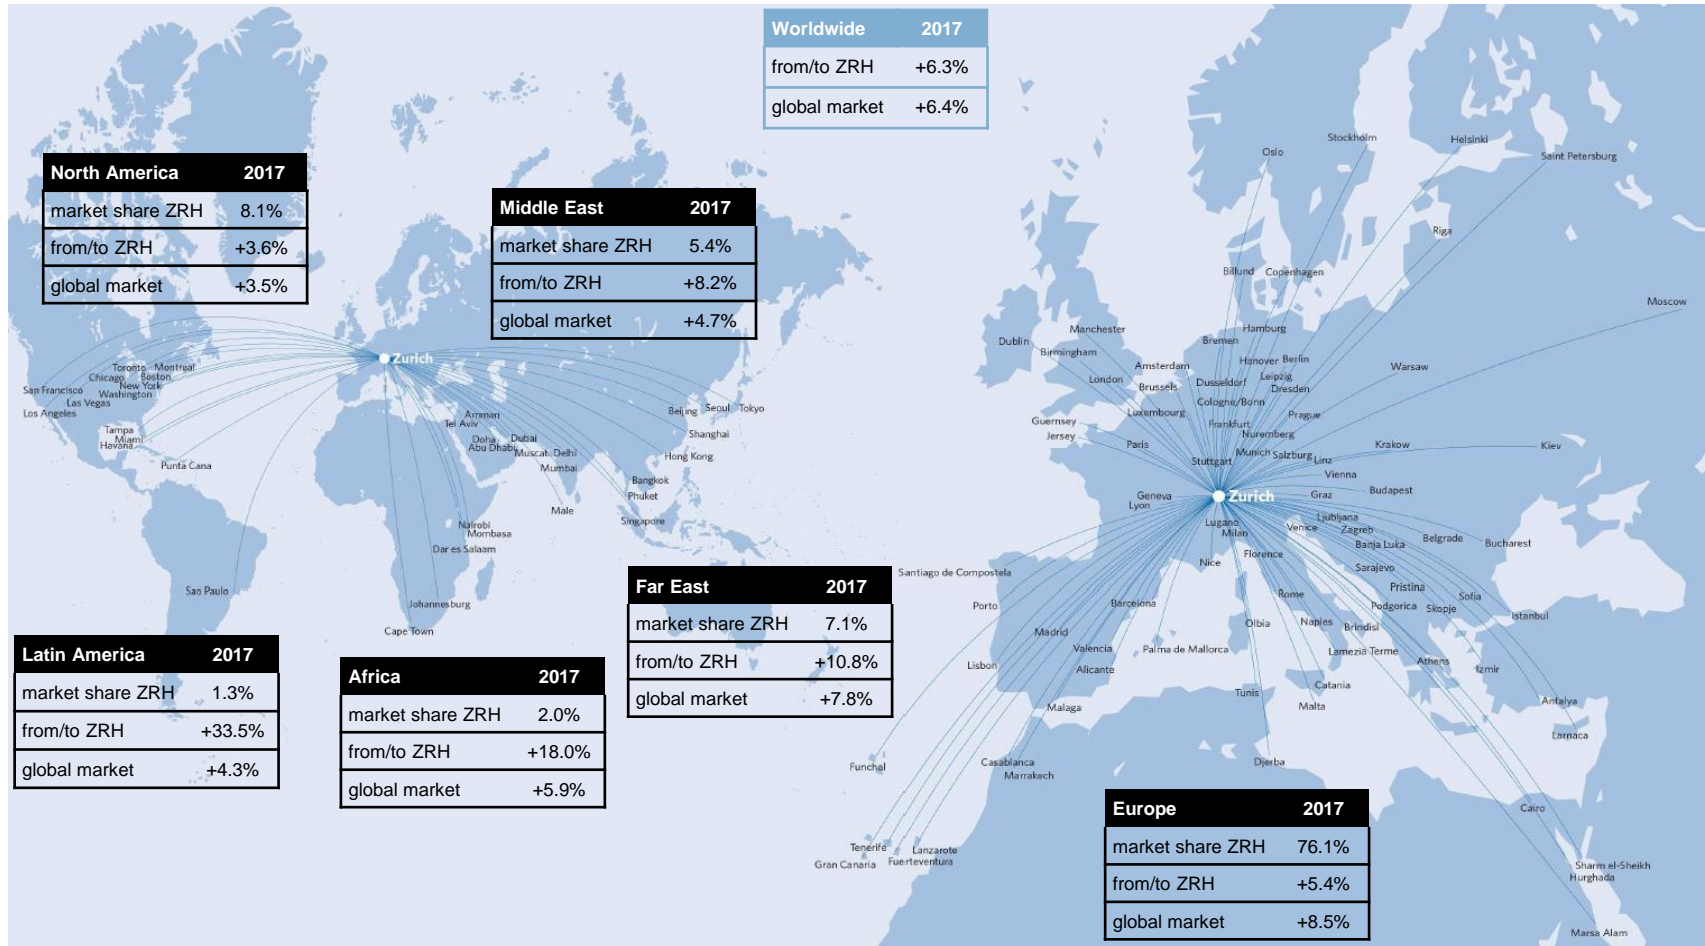 Worldwide 2017
from/to ZRH +6.3%
global market +6.4%
North America 2017
market share ZRH 8.1%
from/to ZRH +3.6%
global market +3.5%
Middle East 2017
market share ZRH 5.4%
from/to ZRH +8.2%
global market +4.7%
Zurich
Toronto Montreal
Chicago Boston
San Francisco New York
Las Vegas Washington
Los Angeles
Tampa
Miami
Havana
Punta Cana
Sao Paulo
Amman
Tel Aviv
Doha Dubai
Abu Dhabi Muscat Delhi
Mumbai
Male
Beijing Seoul Tokyo
Shanghai
Hong Kong
Bangkok
Phuket
Singapore
Nairobi
Mombasa
Dar es Salaam
Johannesburg
Cape Town
Far East 2017
market share ZRH 7.1%
from/to ZRH +10.8%
global market +7.8%
Latin America 2017
market share ZRH 1.3%
from/to ZRH +33.5%
global market +4.3%
Africa 2017
market share ZRH 2.0%
from/to ZRH +18.0%
global market +5.9%
Stockholm Helsinki
Oslo Saint Petersburg
Riga
Billund Copenhagen
Moscow
Manchester Hamburg
Dublin Bremen
Birmingham Hanover Berlin
Amsterdam Leipzig Warsaw
London Brussels Dusseldorf Dresden
Cologne/Bonn
Luxembourg Prague
Guernsey Frankfurt
Jersey Paris Nuremberg Krakow Kiev
Stuttgart Munich Salzburg Linz
Vienna
Geneva Zurich Graz Budapest
Lyon
Lugano Venice Ljubljana
Milan Zagreb
Banja Luka Belgrade Bucharest
Florence
Nice Sarajevo
Santiago de Compostela
Pristina
Porto Barcelona Rome Podgorica Skopje Sofia
Istanbul
Olbia Naples Brindisi
Madrid
Valencia Palma de Mallorca Lamezia Terme
Lisbon Alicante Athens Izmir
Tunis Catania
Malaga Malta Antalya
Larnaca
Funchal Casablanca Djerba
Marrakech
Cairo
Tenerife Lanzarote
Gran Canaria Fuerteventura
Sharm el-Sheikh
Hurghada
Marsa Alam
Europe 2017
market share ZRH 76.1%
from/to ZRH +5.4%
global market +8.5%